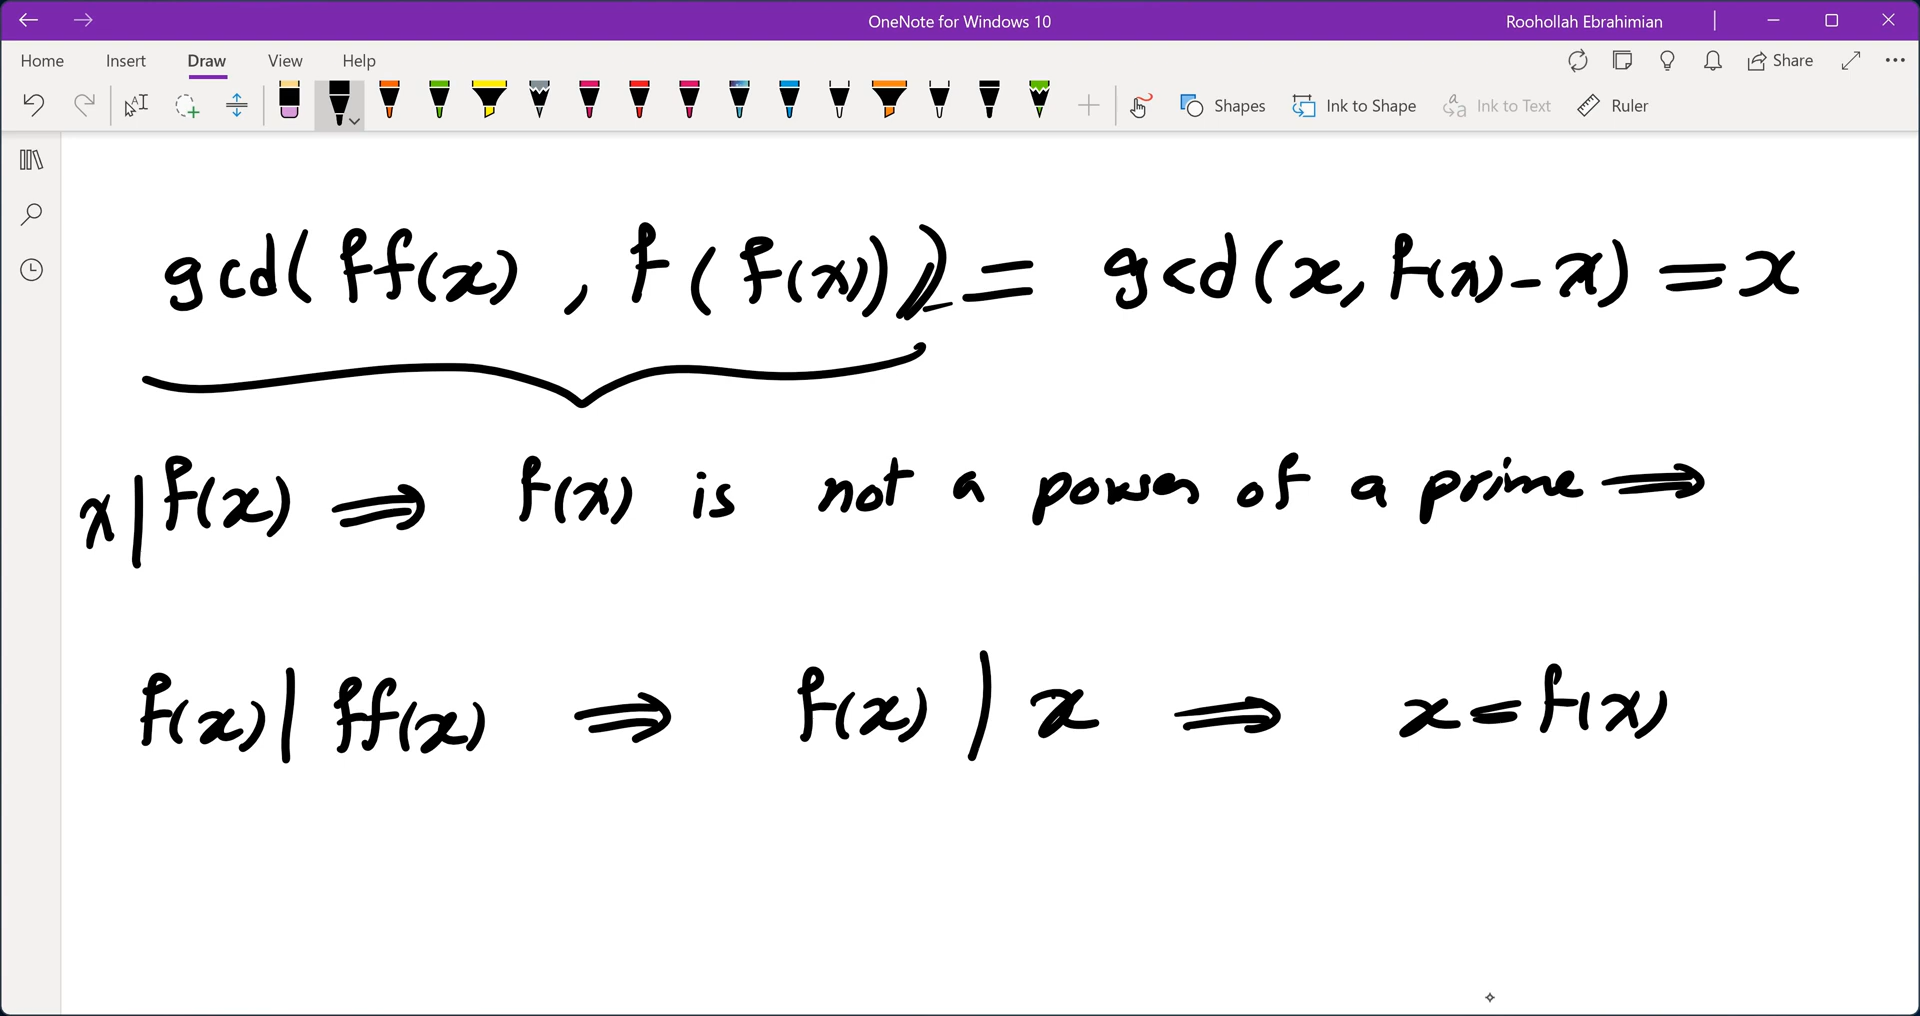 OneNote for Windows 10 Roohollah Ebrahimian
Home Insert Draw View Help Share
Shapes Ink to Shape Ink to Text Ruler
gcd(ff(x), f(f(x))) = gcd(x, f(x)-x) = x
x|f(x) ⟹ f(x) is not a power of a prime ⟹
f(x)|ff(x) ⟹ f(x)|x ⟹ x=f(x)